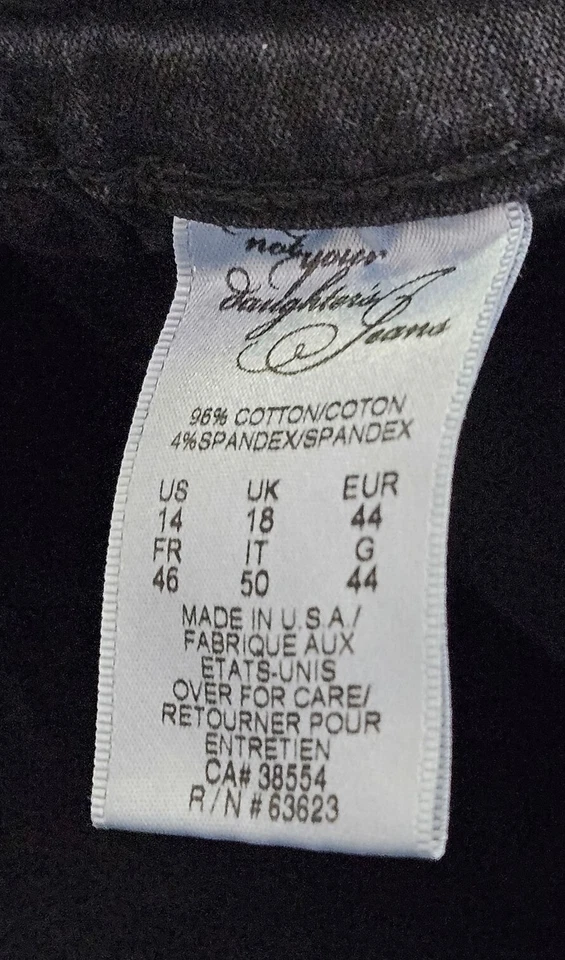 not your
daughter's
Jeans
96% COTTON/COTON
4%SPANDEX/SPANDEX
US UK EUR
14 18 44
FR IT G
46 50 44
MADE IN U.S.A./
FABRIQUE AUX
ETATS-UNIS
OVER FOR CARE/
RETOURNER POUR
ENTRETIEN
CA# 38554
R/N # 63623